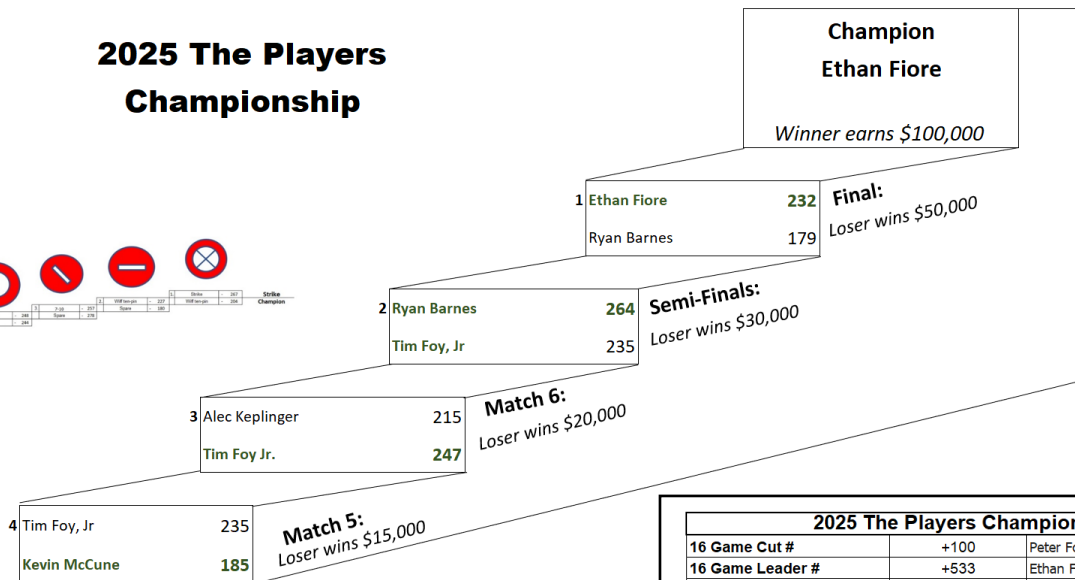 2025 The Players
Championship
Champion
Ethan Fiore
Winner earns $100,000
1 Ethan Fiore 232
Ryan Barnes 179
Final:
Loser wins $50,000
2 Ryan Barnes 264
Tim Foy, Jr 235
Semi-Finals:
Loser wins $30,000
3 Alec Keplinger 215
Tim Foy Jr. 247
Match 6:
Loser wins $20,000
4 Tim Foy, Jr 235
Kevin McCune 185
Match 5:
Loser wins $15,000
Strike
Champion
2025 The Players Champion
16 Game Cut # +100 Peter
16 Game Leader # +533 Ethan